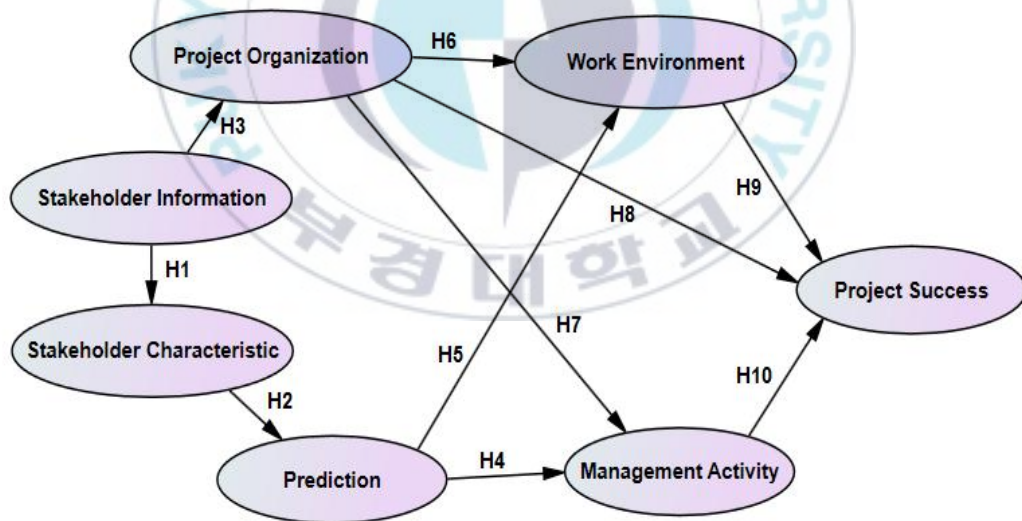 Project Organization
H6
Work Environment
H3
Stakeholder Information
H8
H9
H1
Project Success
Stakeholder Characteristic
H5
H7
H2
H10
Prediction
H4
Management Activity
부경대학교